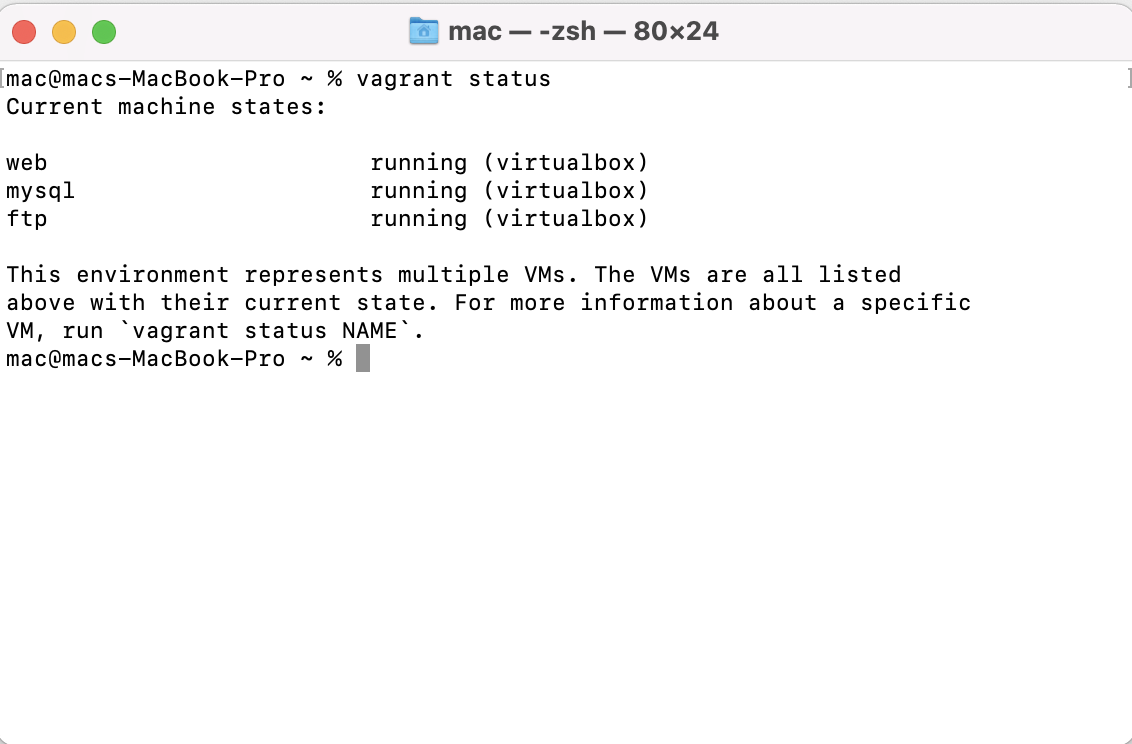 mac — -zsh — 80×24
mac@macs-MacBook-Pro ~ % vagrant status
Current machine states:
web                       running (virtualbox)
mysql                     running (virtualbox)
ftp                       running (virtualbox)
This environment represents multiple VMs. The VMs are all listed
above with their current state. For more information about a specific
VM, run `vagrant status NAME`.
mac@macs-MacBook-Pro ~ %